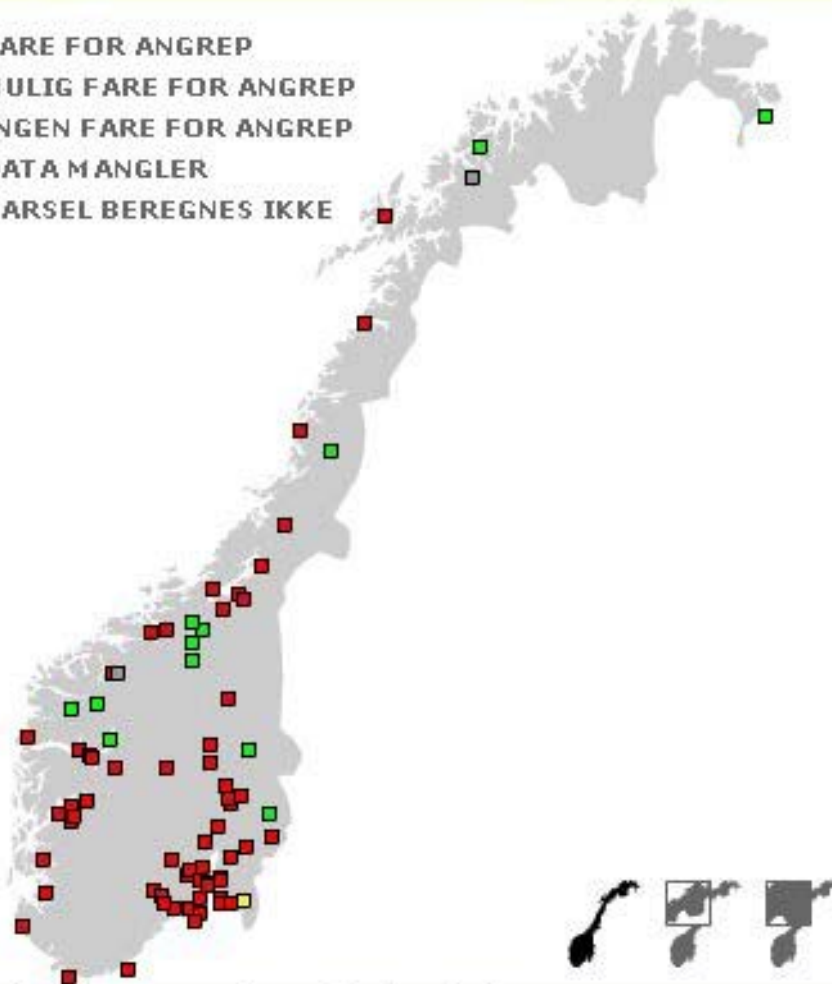 ARE FOR ANGREP
ULIG FARE FOR ANGREP
NGEN FARE FOR ANGREP
ATA MANGLER
ARSEL BEREGNES IKKE